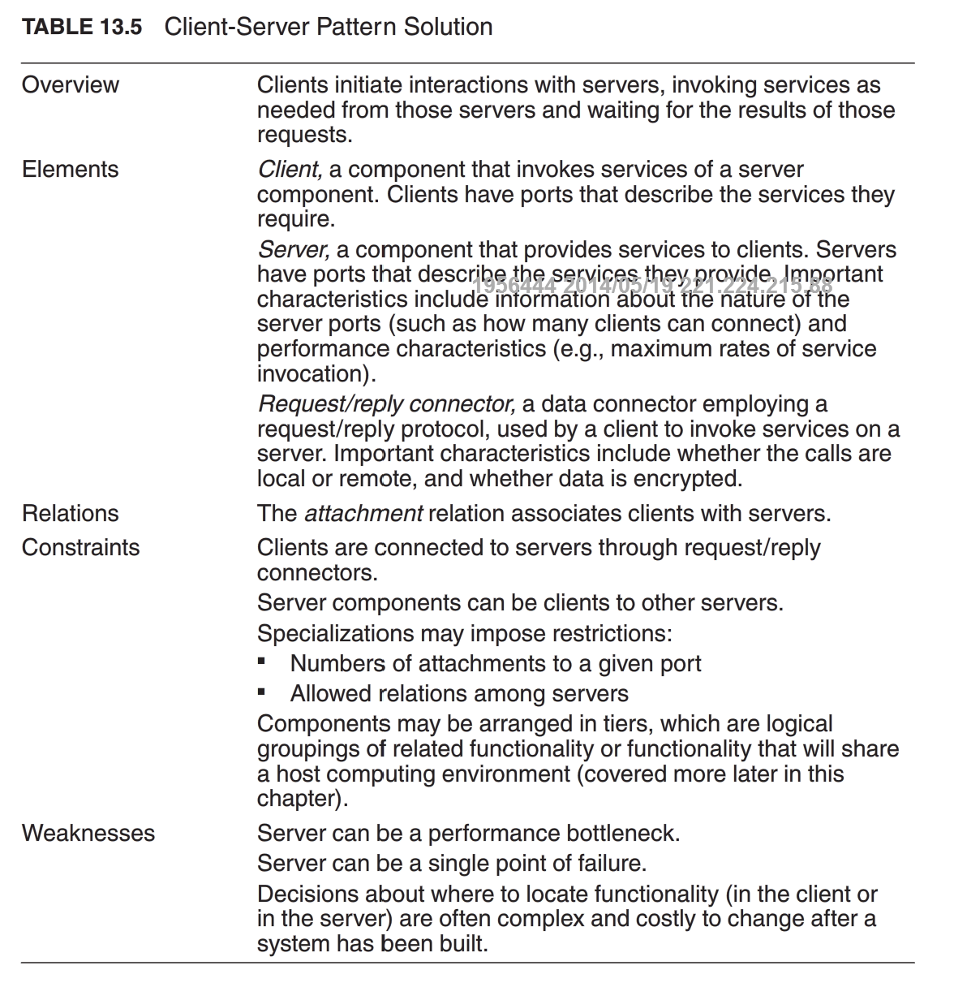 TABLE 13.5 Client-Server Pattern Solution
Overview
Clients initiate interactions with servers, invoking services as
needed from those servers and waiting for the results of those
requests.
Elements
Client, a component that invokes services of a server
component. Clients have ports that describe the services they
require.
Server, a component that provides services to clients. Servers
have ports that describe the services they provide. Important
1956444 2014/05/19 221.224.215.88
characteristics include information about the nature of the
server ports (such as how many clients can connect) and
performance characteristics (e.g., maximum rates of service
invocation).
Request/reply connector, a data connector employing a
request/reply protocol, used by a client to invoke services on a
server. Important characteristics include whether the calls are
local or remote, and whether data is encrypted.
Relations
The attachment relation associates clients with servers.
Constraints
Clients are connected to servers through request/reply
connectors.
Server components can be clients to other servers.
Specializations may impose restrictions:
▪ Numbers of attachments to a given port
▪ Allowed relations among servers
Components may be arranged in tiers, which are logical
groupings of related functionality or functionality that will share
a host computing environment (covered more later in this
chapter).
Weaknesses
Server can be a performance bottleneck.
Server can be a single point of failure.
Decisions about where to locate functionality (in the client or
in the server) are often complex and costly to change after a
system has been built.